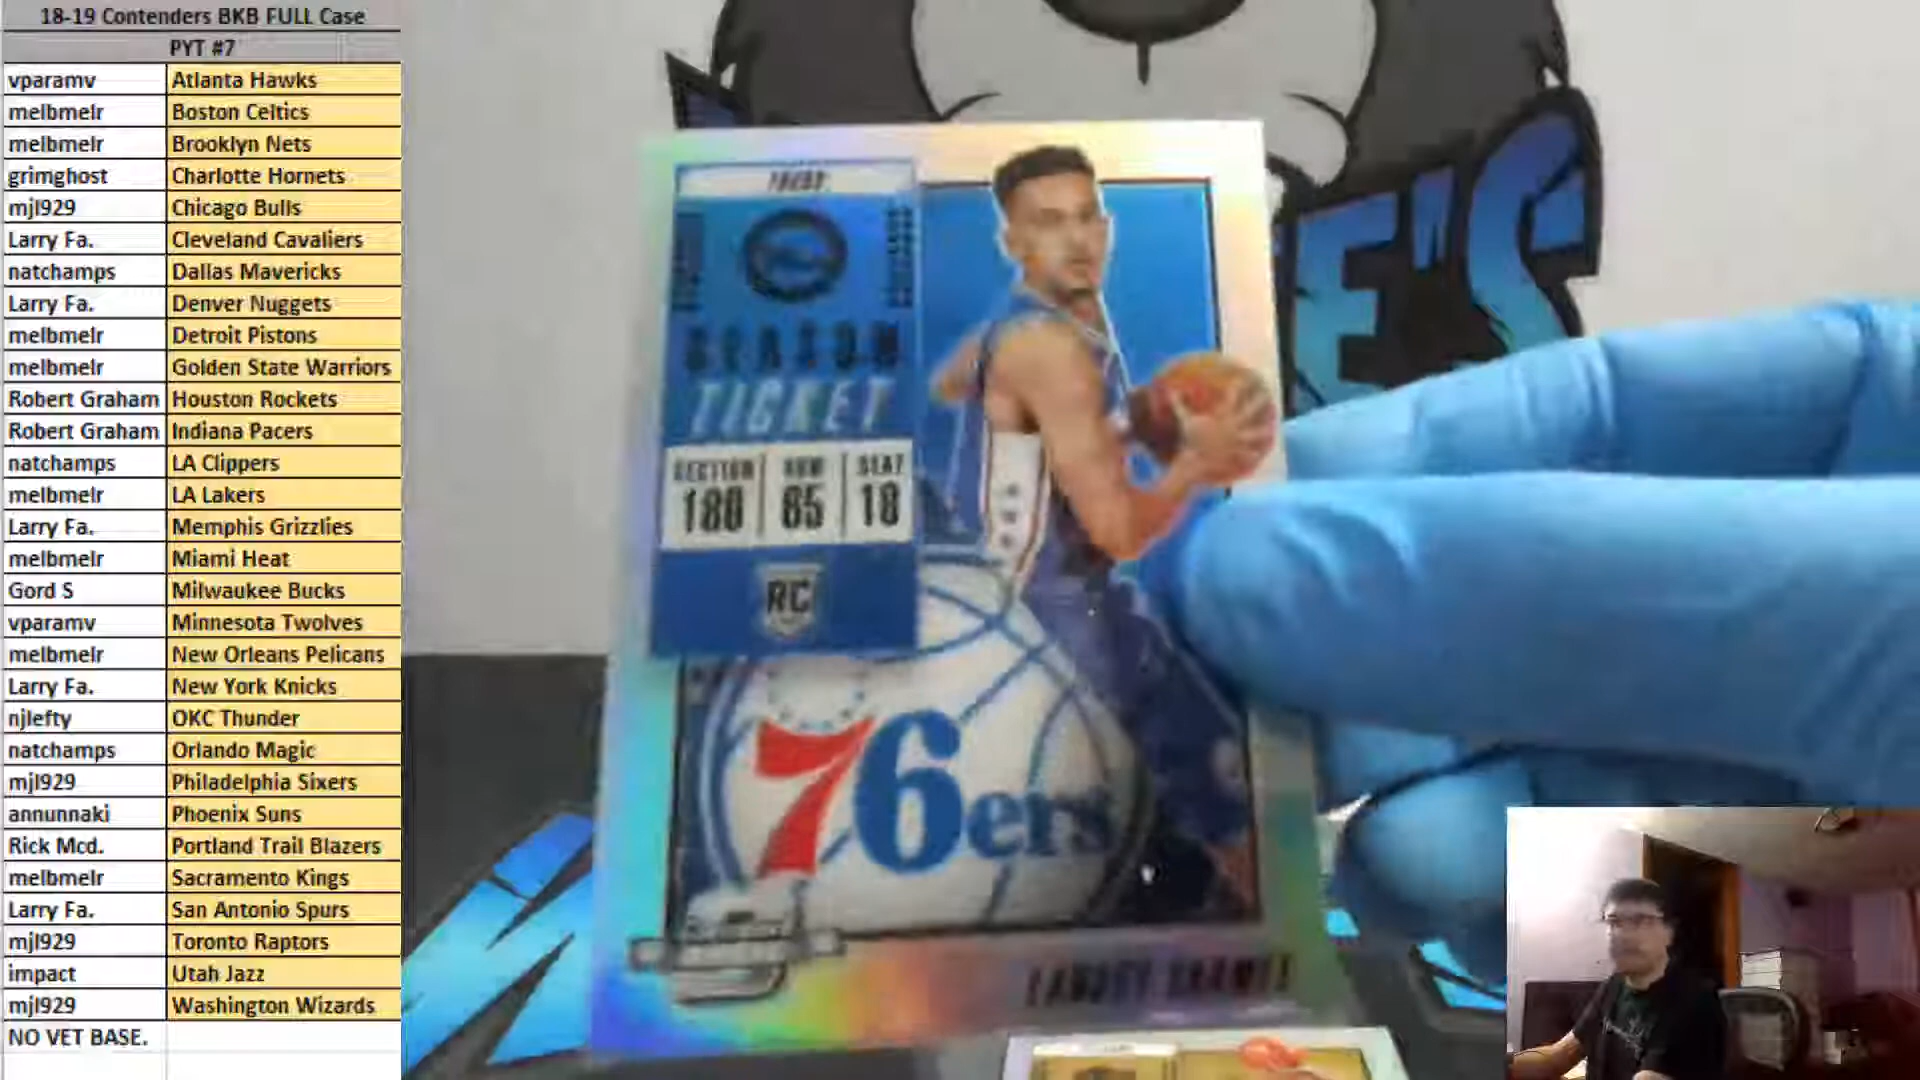 18-19 Contenders BKB FULL Case
PYT #7
vparamv Atlanta Hawks
melbmelr Boston Celtics
melbmelr Brooklyn Nets
grimghost Charlotte Hornets
mjl929 Chicago Bulls
Larry Fa. Cleveland Cavaliers
natchamps Dallas Mavericks
Larry Fa. Denver Nuggets
melbmelr Detroit Pistons
melbmelr Golden State Warriors
Robert Graham Houston Rockets
Robert Graham Indiana Pacers
natchamps LA Clippers
melbmelr LA Lakers
Larry Fa. Memphis Grizzlies
melbmelr Miami Heat
Gord S Milwaukee Bucks
vparamv Minnesota Twolves
melbmelr New Orleans Pelicans
Larry Fa. New York Knicks
njlefty OKC Thunder
natchamps Orlando Magic
mjl929 Philadelphia Sixers
annunnaki Phoenix Suns
Rick Mcd. Portland Trail Blazers
melbmelr Sacramento Kings
Larry Fa. San Antonio Spurs
mjl929 Toronto Raptors
impact Utah Jazz
mjl929 Washington Wizards
NO VET BASE.
SEASON
TICKET
SECTION ROW SEAT
180 85 18
RC
76ers
LANDRY SHAMET
E'S